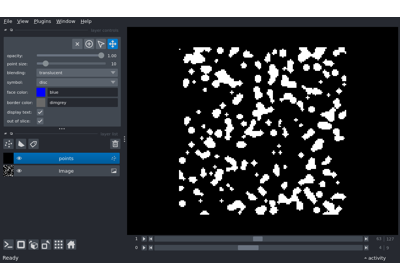 File View Plugins Window Help
opacity: 1.00
point size: 10
blending: translucent
symbol: disc
face color: blue
border color: dimgrey
display text:
out of slice:
points
Image
1
0
Ready
activity